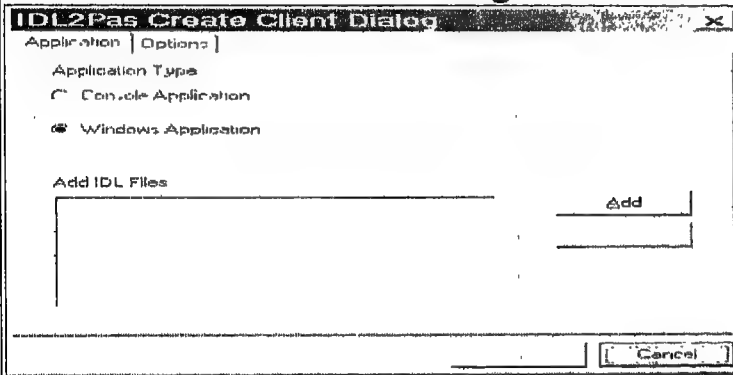 IDL2Pas Create Client Dialog
Application Options
Application Type
Console Application
Windows Application
Add IDL Files
Add
Cancel